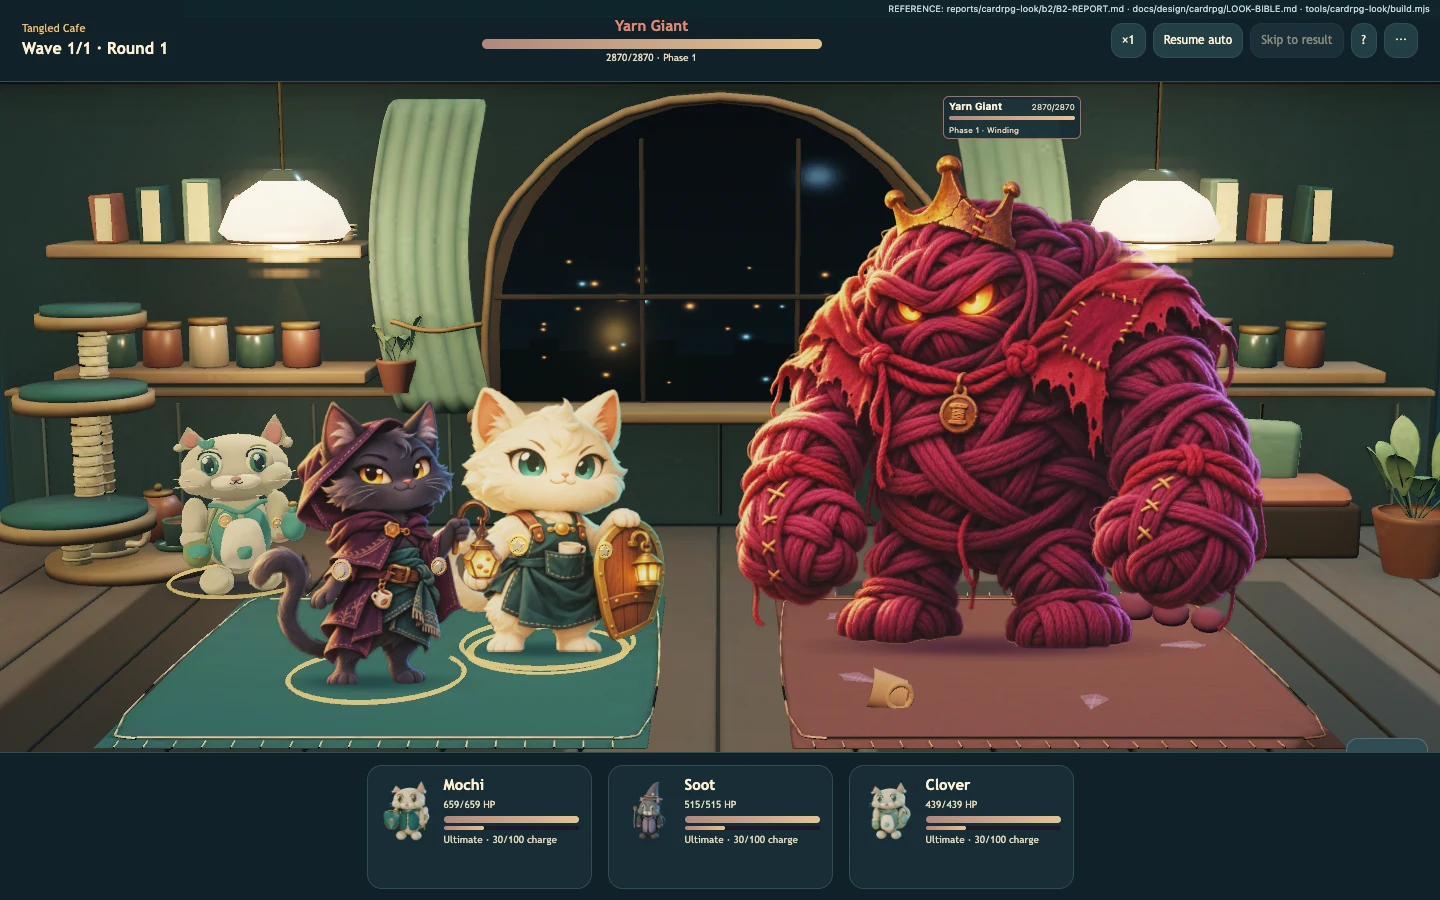 REFERENCE: reports/cardrpg-look/b2/B2-REPORT.md · docs/design/cardrpg/LOOK-BIBLE.md · tools/cardrpg-look/build.mjs
Tangled Cafe
Wave 1/1 · Round 1
Yarn Giant
2870/2870 · Phase 1
×1
Resume auto
Skip to result
?
···
Yarn Giant 2870/2870
Phase 1 · Winding
Mochi
659/659 HP
Ultimate · 30/100 charge
Soot
515/515 HP
Ultimate · 30/100 charge
Clover
439/439 HP
Ultimate · 30/100 charge